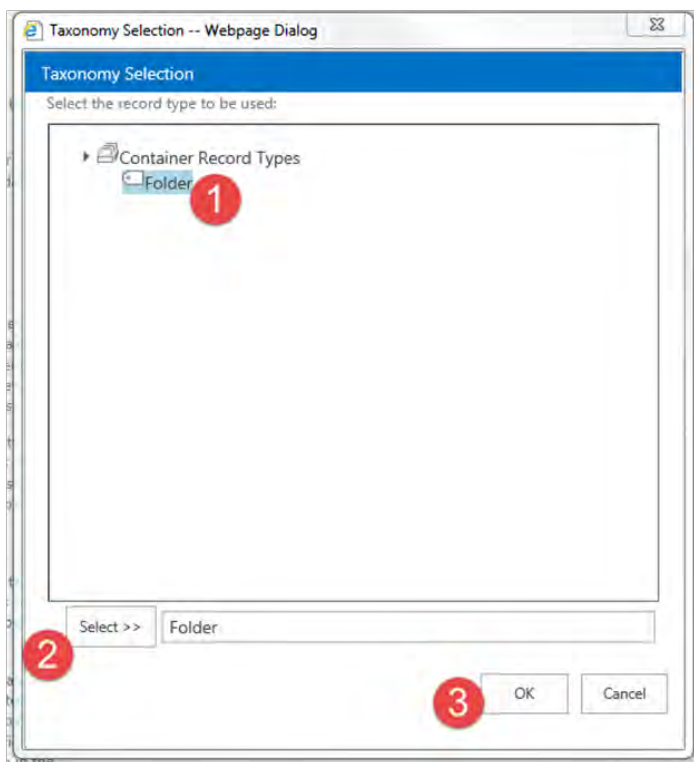 Taxonomy Selection -- Webpage Dialog
Taxonomy Selection
Select the record type to be used:
Container Record Types
Folder
1
Select >>
Folder
2
3
OK
Cancel